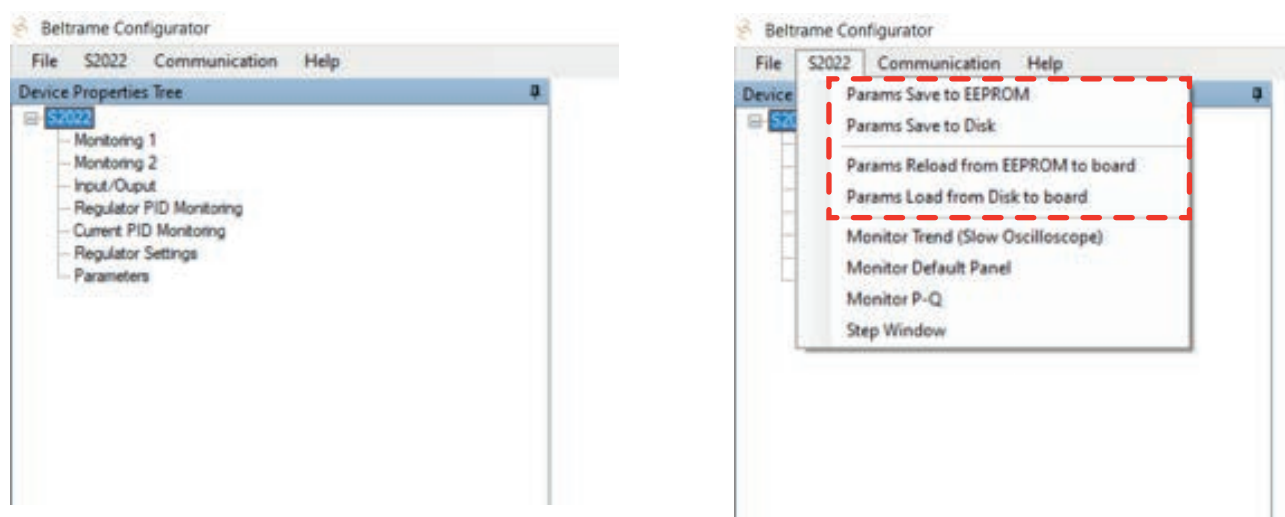 Beltrame Configurator
File S2022 Communication Help
Device Properties Tree
S2022
Monitoring 1
Monitoring 2
Input/Ouput
Regulator PID Monitoring
Current PID Monitoring
Regulator Settings
Parameters
Beltrame Configurator
File S2022 Communication Help
Device
S20
Params Save to EEPROM
Params Save to Disk
Params Reload from EEPROM to board
Params Load from Disk to board
Monitor Trend (Slow Oscilloscope)
Monitor Default Panel
Monitor P-Q
Step Window